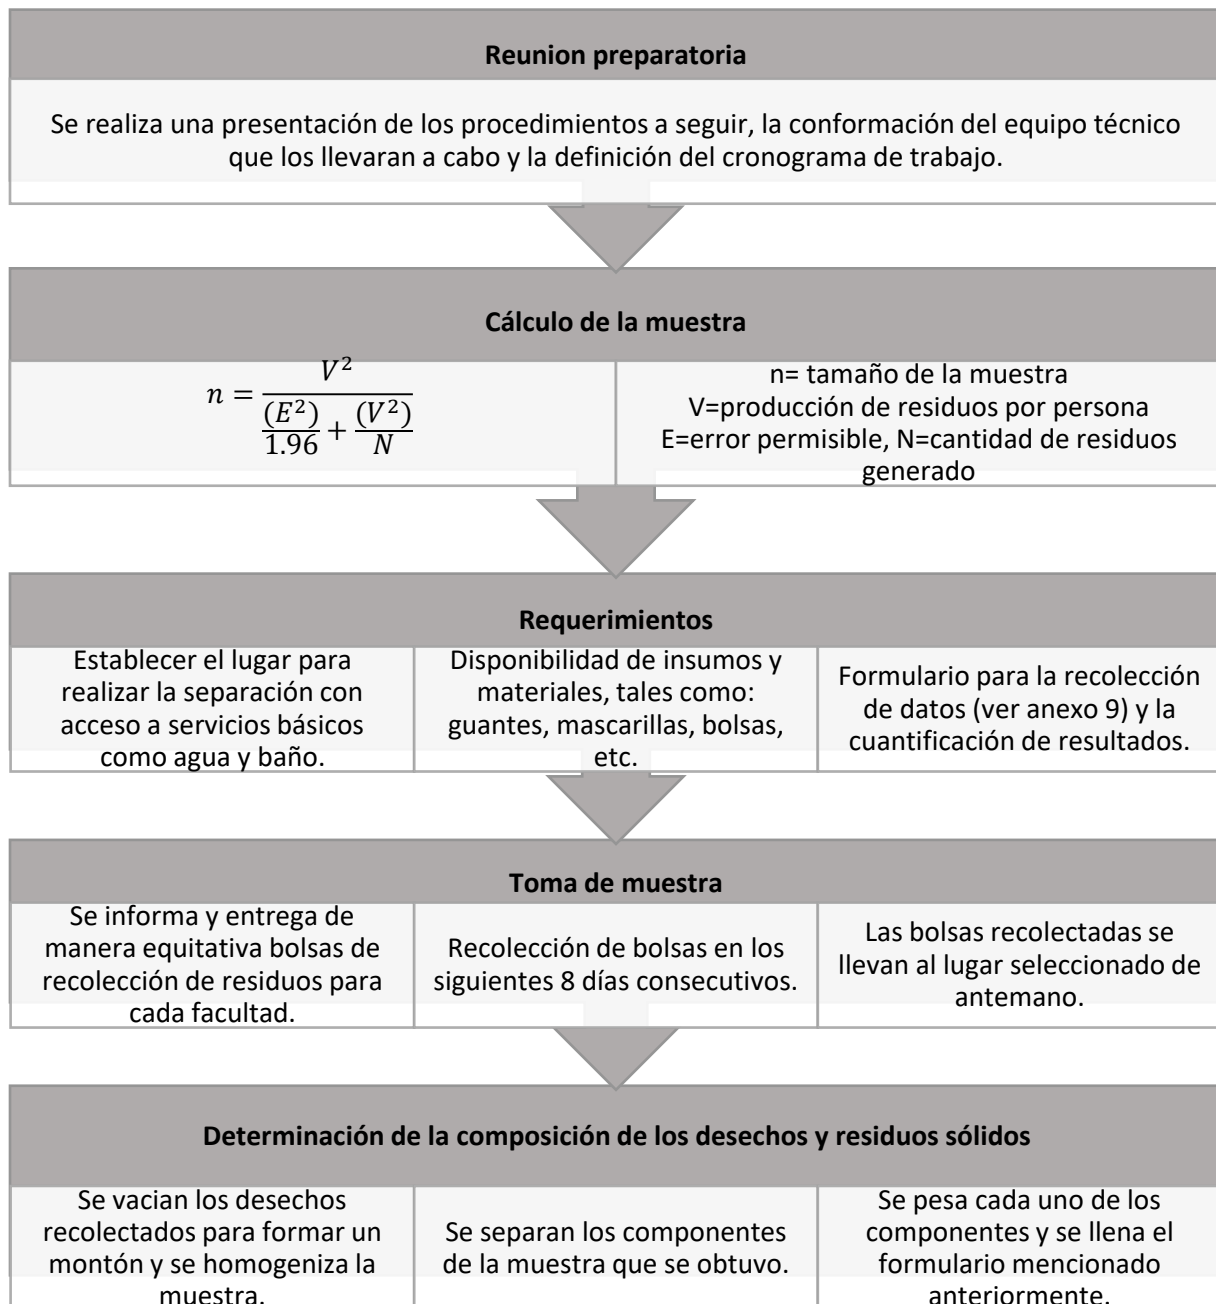 Reunion preparatoria
Se realiza una presentación de los procedimientos a seguir, la conformación del equipo técnico
que los llevaran a cabo y la definición del cronograma de trabajo.
Cálculo de la muestra
n = V² / ((E²)/1.96 + (V²)/N)
n= tamaño de la muestra
V=producción de residuos por persona
E=error permisible, N=cantidad de residuos
generado
Requerimientos
Establecer el lugar para
realizar la separación con
acceso a servicios básicos
como agua y baño.
Disponibilidad de insumos y
materiales, tales como:
guantes, mascarillas, bolsas,
etc.
Formulario para la recolección
de datos (ver anexo 9) y la
cuantificación de resultados.
Toma de muestra
Se informa y entrega de
manera equitativa bolsas de
recolección de residuos para
cada facultad.
Recolección de bolsas en los
siguientes 8 días consecutivos.
Las bolsas recolectadas se
llevan al lugar seleccionado de
antemano.
Determinación de la composición de los desechos y residuos sólidos
Se vacian los desechos
recolectados para formar un
montón y se homogeniza la
muestra.
Se separan los componentes
de la muestra que se obtuvo.
Se pesa cada uno de los
componentes y se llena el
formulario mencionado
anteriormente.